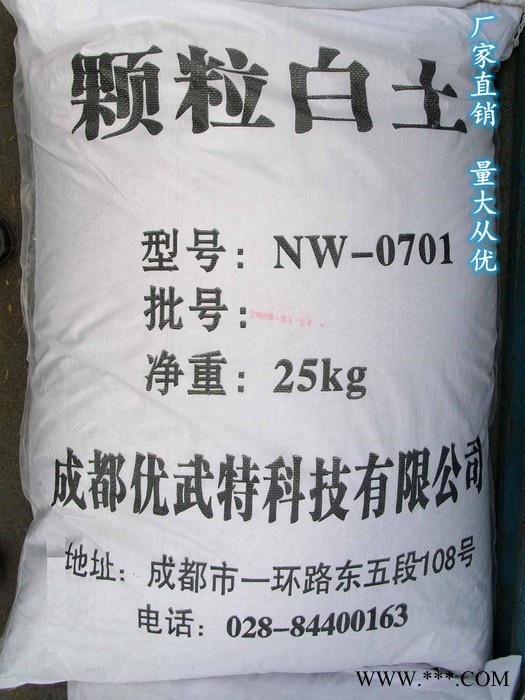 颗粒白土
型号：NW-0701
批号：
净重：25kg
成都优武特科技有限公司
地址：成都市一环路东五段108号
电话：028-84400163
厂家直销 量大从优
www.***.COM